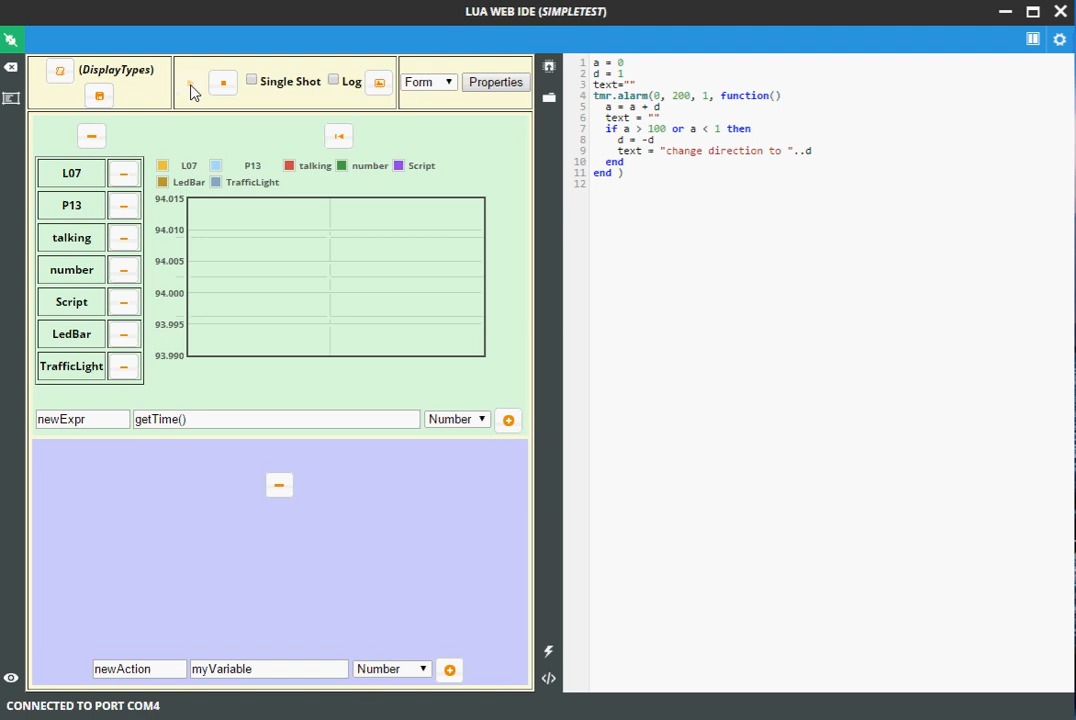 LUA WEB IDE (SIMPLETEST)
(DisplayTypes)
Single Shot
Log
Form
Properties
L07
P13
talking
number
Script
LedBar
TrafficLight
L07
P13
talking
number
Script
LedBar
TrafficLight
94.015
94.010
94.005
94.000
93.995
93.990
newExpr
getTime()
Number
newAction
myVariable
Number
1 a = 0
2 d = 1
3 text=""
4 tmr.alarm(0, 200, 1, function()
5 a = a + d
6 text = ""
7 if a > 100 or a < 1 then
8 d = -d
9 text = "change direction to "..d
10 end
11 end )
12
CONNECTED TO PORT COM4